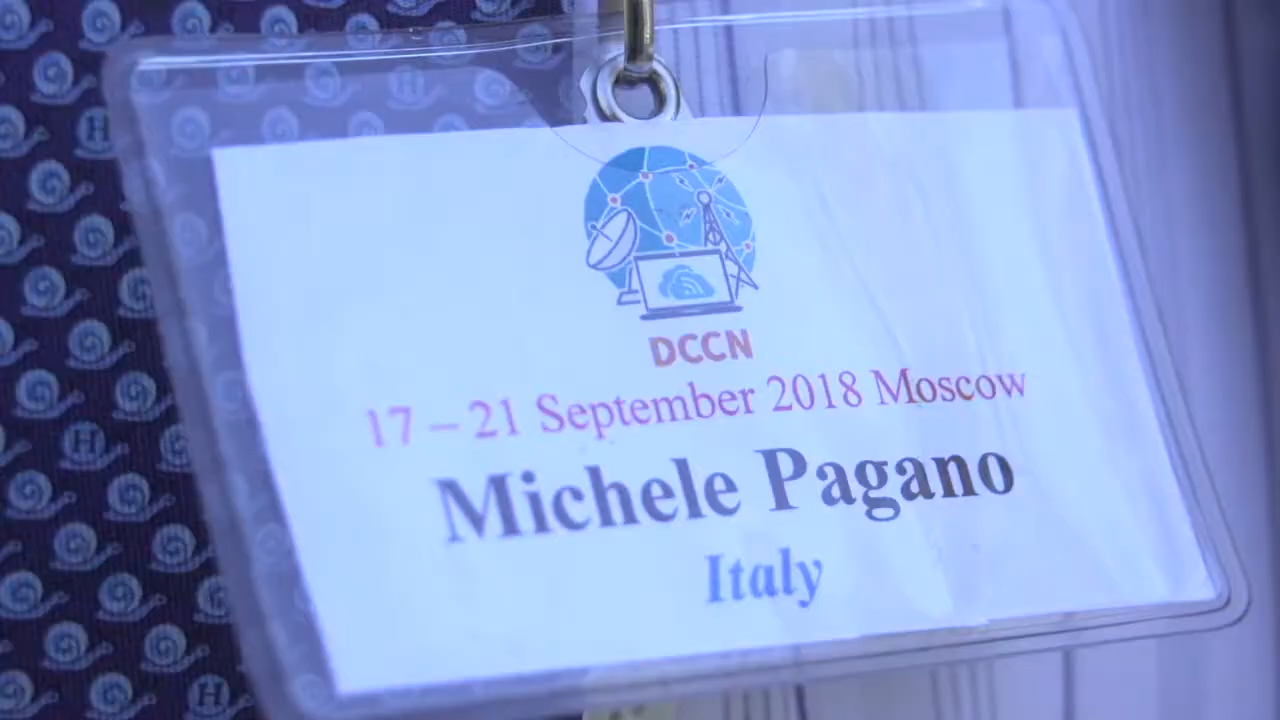 DCCN
17 – 21 September 2018 Moscow
Michele Pagano
Italy
H
H
H